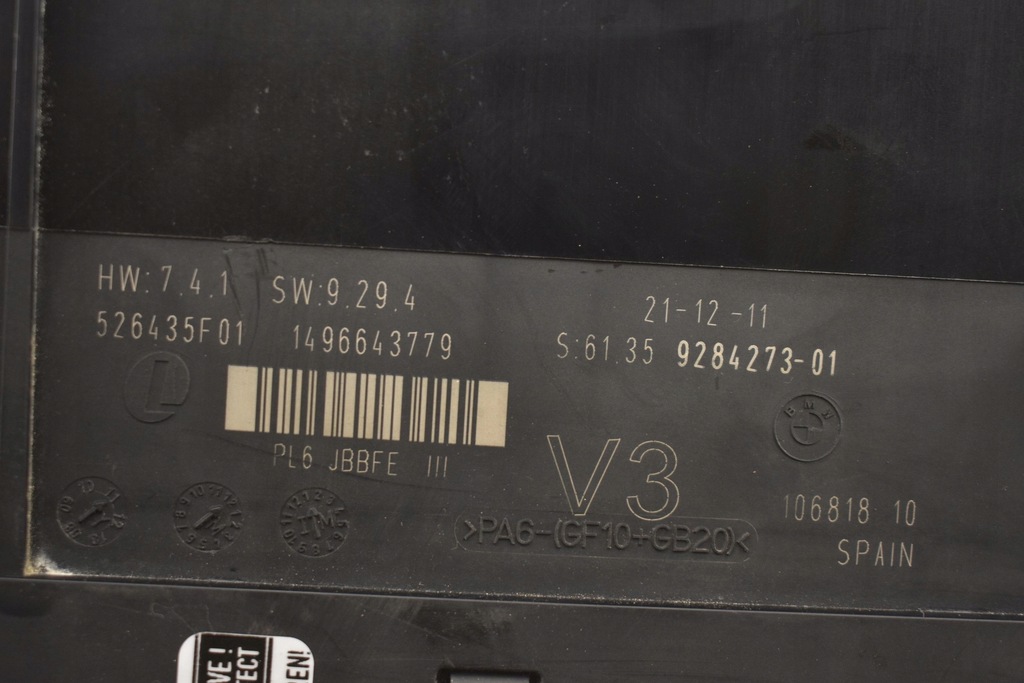 HW:7.4.1 SW:9.29.4
526435F01 1496643779
21-12-11
S:61.35 9284273-01
PL6 JBBFE III
BMW
V3
>PA6-(GF10+GB20)<
106818 10
SPAIN